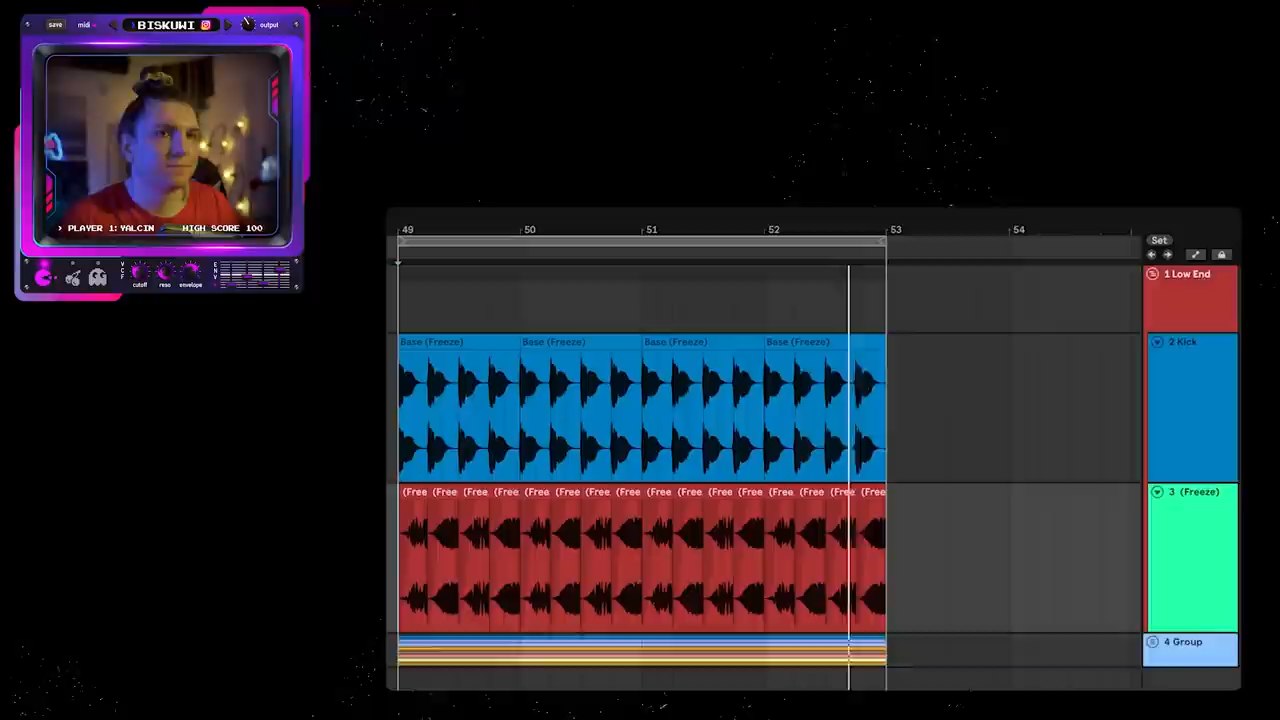 save midi BISKUWI output
› PLAYER 1: YALCIN HIGH SCORE 100
VCF cutoff reso envelope ENV
49 50 51 52 53 54
Set
1 Low End
Base (Freeze) Base (Freeze) Base (Freeze) Base (Freeze)
2 Kick
(Free (Free (Free (Free (Free (Free (Free (Free (Free (Free (Free (Free (Free (Free (Free (Free
3 (Freeze)
4 Group